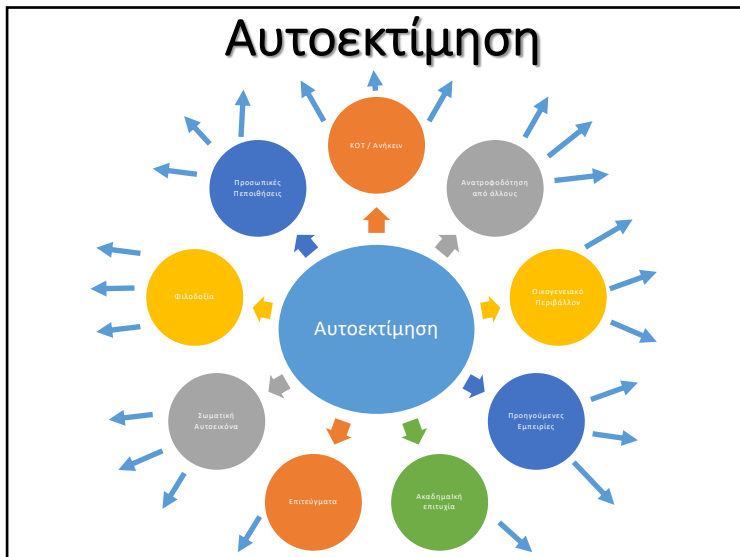 Αυτοεκτίμηση
ΚΟΤ / Ανήκειν
Ανατροφοδότηση
από άλλους
Οικογενειακό
Περιβάλλον
Προηγούμενες
Εμπειρίες
Ακαδημαϊκή
επιτυχία
Επιτεύγματα
Σωματική
Αυτοεικόνα
Φιλοδοξία
Προσωπικές
Πεποιθήσεις
Αυτοεκτίμηση